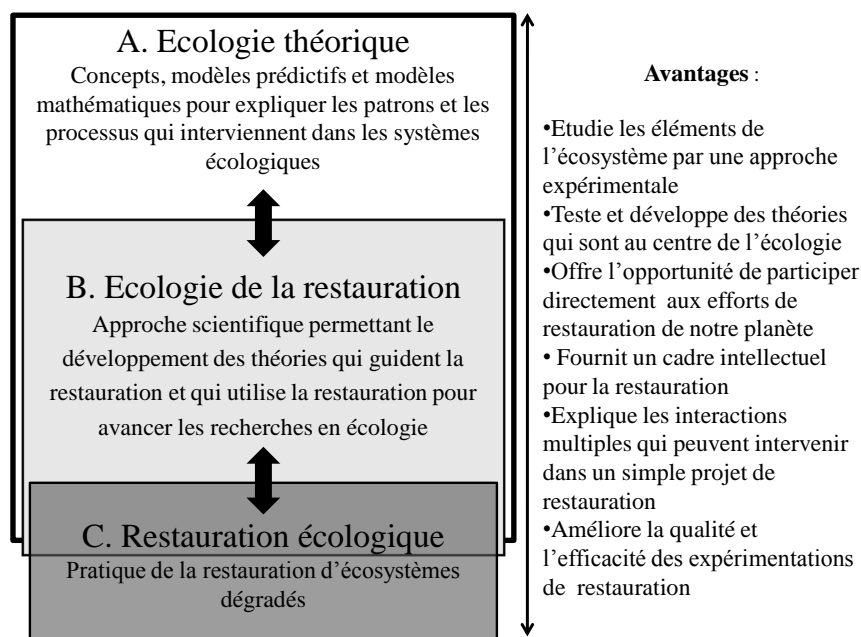 A. Ecologie théorique
Concepts, modèles prédictifs et modèles
mathématiques pour expliquer les patrons et les
processus qui interviennent dans les systèmes
écologiques
B. Ecologie de la restauration
Approche scientifique permettant le
développement des théories qui guident la
restauration et qui utilise la restauration pour
avancer les recherches en écologie
C. Restauration écologique
Pratique de la restauration d’écosystèmes
dégradés
Avantages :
•Etudie les éléments de
l’écosystème par une approche
expérimentale
•Teste et développe des théories
qui sont au centre de l’écologie
•Offre l’opportunité de participer
directement aux efforts de
restauration de notre planète
• Fournit un cadre intellectuel
pour la restauration
•Explique les interactions
multiples qui peuvent intervenir
dans un simple projet de
restauration
•Améliore la qualité et
l’efficacité des expérimentations
de restauration